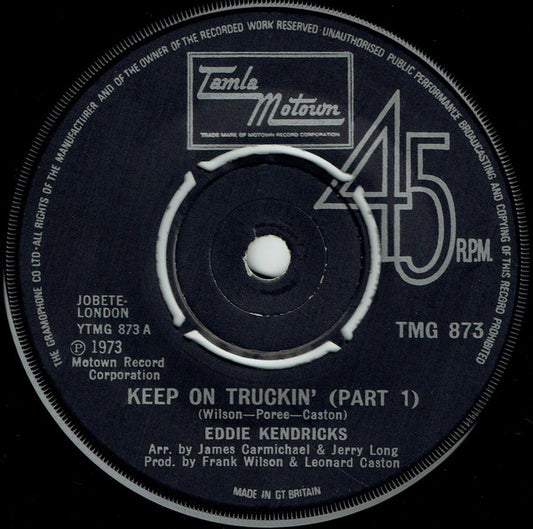 THE GRAMOPHONE CO LTD·ALL RIGHTS OF THE MANUFACTURER AND OF THE OWNER OF THE RECORDED WORK RESERVED·UNAUTHORISED PUBLIC PERFORMANCE BROADCASTING AND COPYING OF THIS RECORD PROHIBITED
Tamla
Motown
TRADE MARK OF MOTOWN RECORD CORPORATION
45
R.P.M.
JOBETE-
LONDON
YTMG 873 A
℗ 1973
Motown Record
Corporation
TMG 873
KEEP ON TRUCKIN' (PART 1)
(Wilson—Poree—Caston)
EDDIE KENDRICKS
Arr. by James Carmichael & Jerry Long
Prod. by Frank Wilson & Leonard Caston
MADE IN GT. BRITAIN